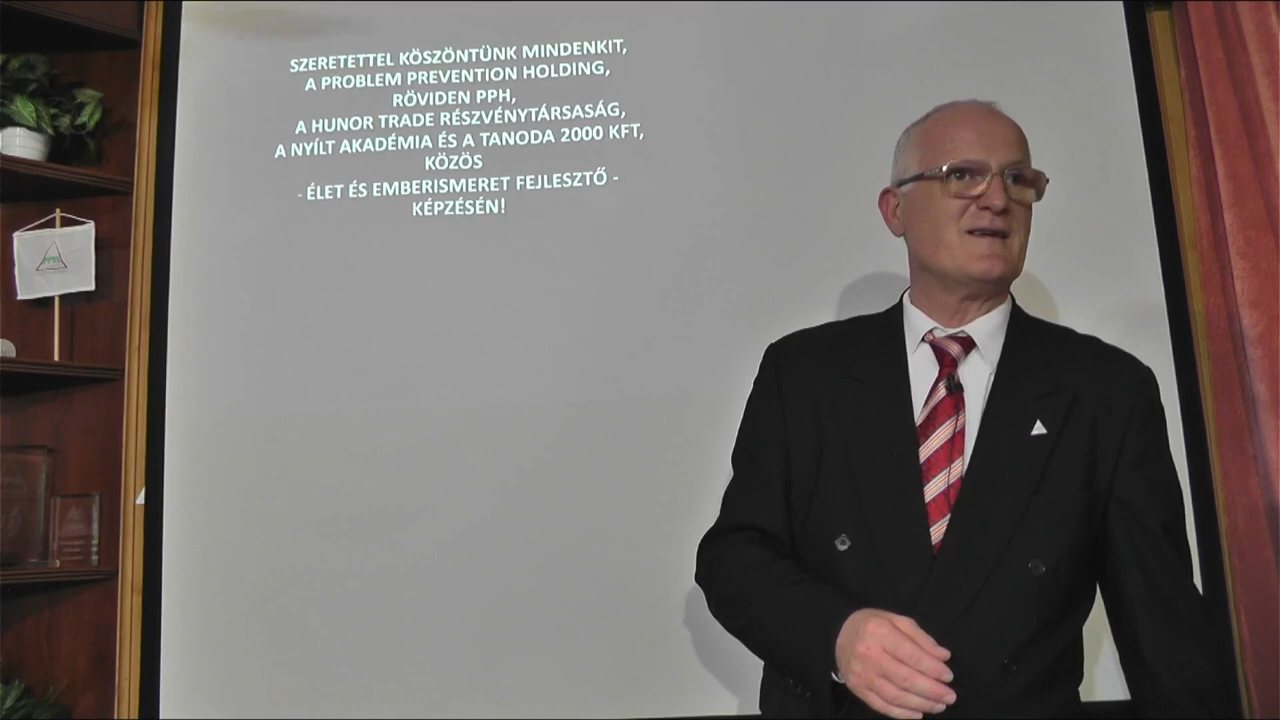 SZERETETTEL KÖSZÖNTÜNK MINDENKIT,
A PROBLEM PREVENTION HOLDING,
RÖVIDEN PPH,
A HUNOR TRADE RÉSZVÉNYTÁRSASÁG,
A NYÍLT AKADÉMIA ÉS A TANODA 2000 KFT,
KÖZÖS
- ÉLET ÉS EMBERISMERET FEJLESZTŐ -
KÉPZÉSÉN!
PPH